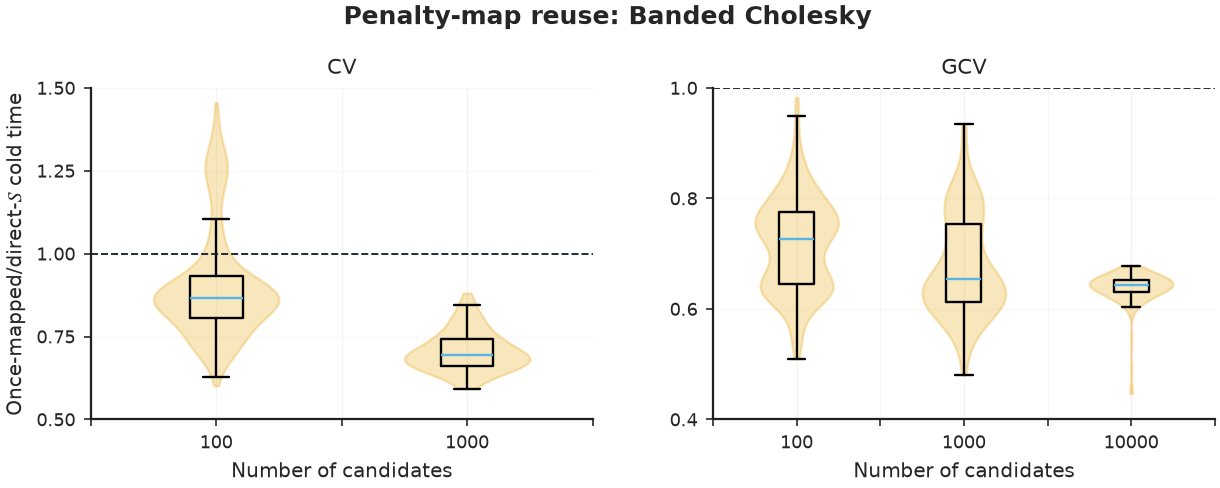 Penalty-map reuse: Banded Cholesky
CV
Once-mapped/direct-S cold time
1.50
1.25
1.00
0.75
0.50
100
1000
Number of candidates
GCV
1.0
0.8
0.6
0.4
100
1000
10000
Number of candidates